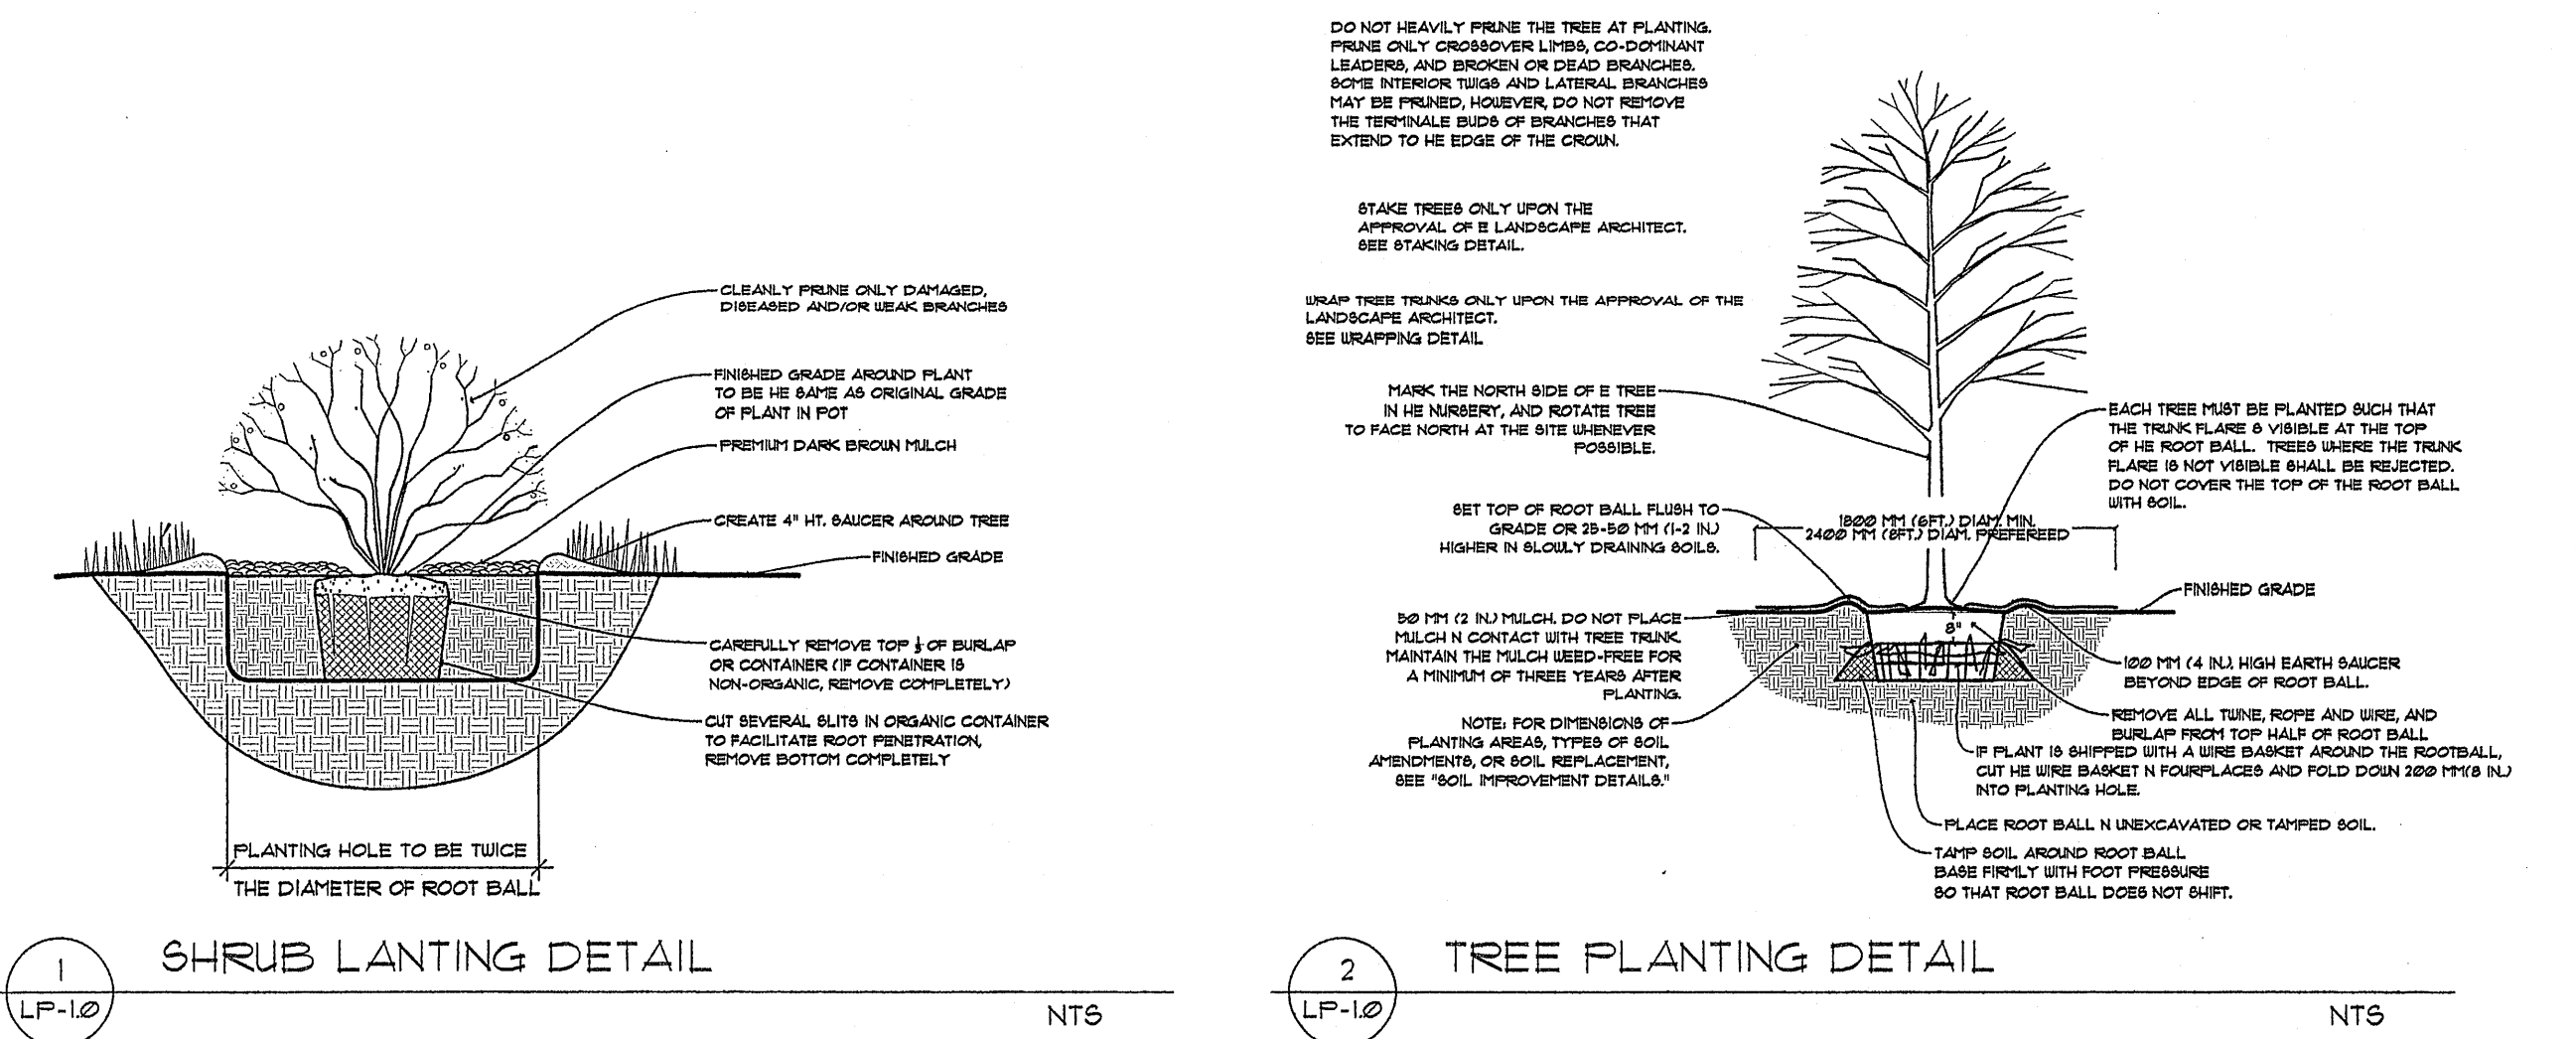 CLEANLY PRUNE ONLY DAMAGED,
DISEASED AND/OR WEAK BRANCHES
FINISHED GRADE AROUND PLANT
TO BE HE SAME AS ORIGINAL GRADE
OF PLANT IN POT
PREMIUM DARK BROWN MULCH
CREATE 4" HT. SAUCER AROUND TREE
FINISHED GRADE
CAREFULLY REMOVE TOP OF BURLAP
OR CONTAINER (IF CONTAINER IS
NON-ORGANIC, REMOVE COMPLETELY)
CUT SEVERAL SLITS IN ORGANIC CONTAINER
TO FACILITATE ROOT PENETRATION,
REMOVE BOTTOM COMPLETELY
PLANTING HOLE TO BE TWICE
THE DIAMETER OF ROOT BALL
1
LP-1.0
SHRUB LANTING DETAIL
NTS
DO NOT HEAVILY PRUNE THE TREE AT PLANTING.
PRUNE ONLY CROSSOVER LIMBS, CO-DOMINANT
LEADERS, AND BROKEN OR DEAD BRANCHES.
SOME INTERIOR TWIGS AND LATERAL BRANCHES
MAY BE PRUNED, HOWEVER, DO NOT REMOVE
THE TERMINALE BUDS OF BRANCHES THAT
EXTEND TO HE EDGE OF THE CROWN.
STAKE TREES ONLY UPON THE
APPROVAL OF E LANDSCAPE ARCHITECT.
SEE STAKING DETAIL.
WRAP TREE TRUNKS ONLY UPON THE APPROVAL OF THE
LANDSCAPE ARCHITECT.
SEE WRAPPING DETAIL
MARK THE NORTH SIDE OF E TREE
IN HE NURSERY, AND ROTATE TREE
TO FACE NORTH AT THE SITE WHENEVER
POSSIBLE.
SET TOP OF ROOT BALL FLUSH TO
GRADE OR 25-50 MM (1-2 IN.)
HIGHER IN SLOWLY DRAINING SOILS.
50 MM (2 IN.) MULCH. DO NOT PLACE
MULCH N CONTACT WITH TREE TRUNK.
MAINTAIN THE MULCH WEED-FREE FOR
A MINIMUM OF THREE YEARS AFTER
PLANTING.
NOTE: FOR DIMENSIONS OF
PLANTING AREAS, TYPES OF SOIL
AMENDMENTS, OR SOIL REPLACEMENT,
SEE "SOIL IMPROVEMENT DETAILS."
EACH TREE MUST BE PLANTED SUCH THAT
THE TRUNK FLARE S VISIBLE AT THE TOP
OF HE ROOT BALL. TREES WHERE THE TRUNK
FLARE IS NOT VISIBLE SHALL BE REJECTED.
DO NOT COVER THE TOP OF THE ROOT BALL
WITH SOIL.
1800 MM (6FT.) DIAM. MIN.
2400 MM (8FT.) DIAM. PREFEREED
FINISHED GRADE
8"
100 MM (4 IN.) HIGH EARTH SAUCER
BEYOND EDGE OF ROOT BALL.
REMOVE ALL TWINE, ROPE AND WIRE, AND
BURLAP FROM TOP HALF OF ROOT BALL
IF PLANT IS SHIPPED WITH A WIRE BASKET AROUND THE ROOTBALL,
CUT HE WIRE BASKET N FOURPLACES AND FOLD DOWN 200 MM(8 IN.)
INTO PLANTING HOLE.
PLACE ROOT BALL N UNEXCAVATED OR TAMPED SOIL.
TAMP SOIL AROUND ROOT BALL
BASE FIRMLY WITH FOOT PRESSURE
SO THAT ROOT BALL DOES NOT SHIFT.
2
LP-1.0
TREE PLANTING DETAIL
NTS